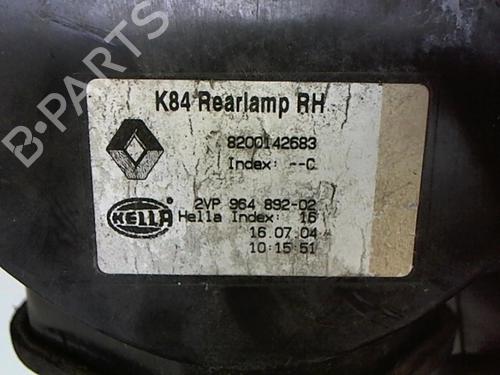 K84 Rearlamp RH
8200142683
Index: --C
HELLA
2VP 964 892-02
Hella Index: 16
16.07.04
10:15:51
B-PARTS